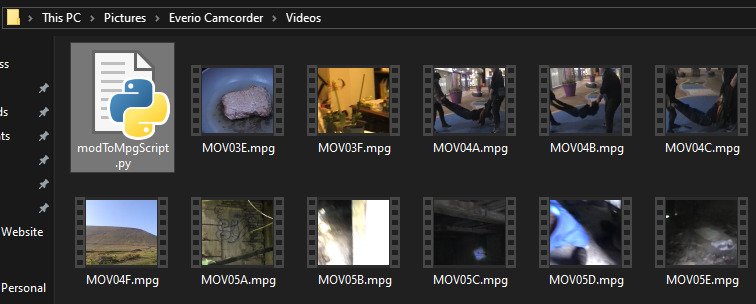 This PC > Pictures > Everio Camcorder > Videos
ss
ds
nts
Website
Personal
modToMpgScript
.py
MOV03E.mpg
MOV03F.mpg
MOV04A.mpg
MOV04B.mpg
MOV04C.mpg
MOV04F.mpg
MOV05A.mpg
MOV05B.mpg
MOV05C.mpg
MOV05D.mpg
MOV05E.mpg